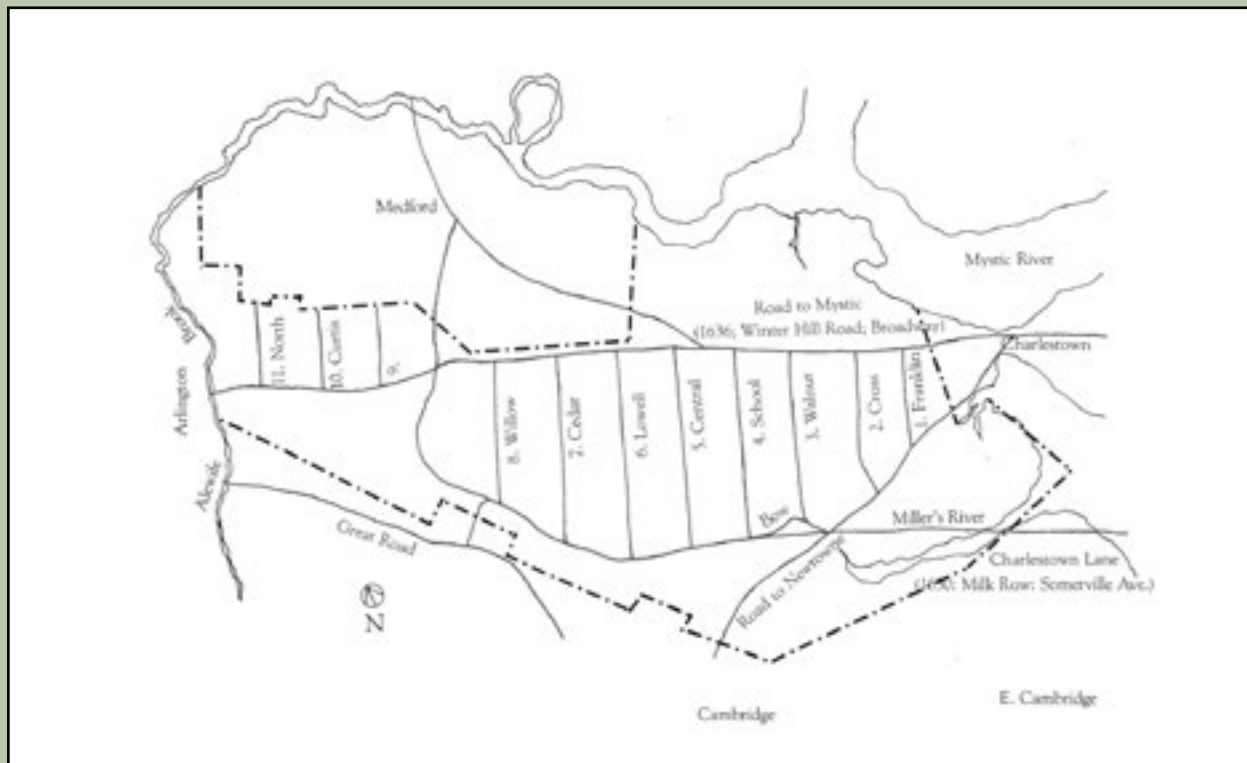 Medford
Mystic River
Road to Mystic
(1636; Winter Hill Road; Broadway)
Charlestown
Arlington
Brook
Alewife
11. North
10. Curtis
9.
8. Willow
7. Cedar
6. Lowell
5. Central
4. School
3. Walnut
2. Cross
1. Franklin
Bow
Miller's River
Great Road
Charlestown Lane
(1630; Milk Row; Somerville Ave.)
Road to Newtowne
N
E. Cambridge
Cambridge